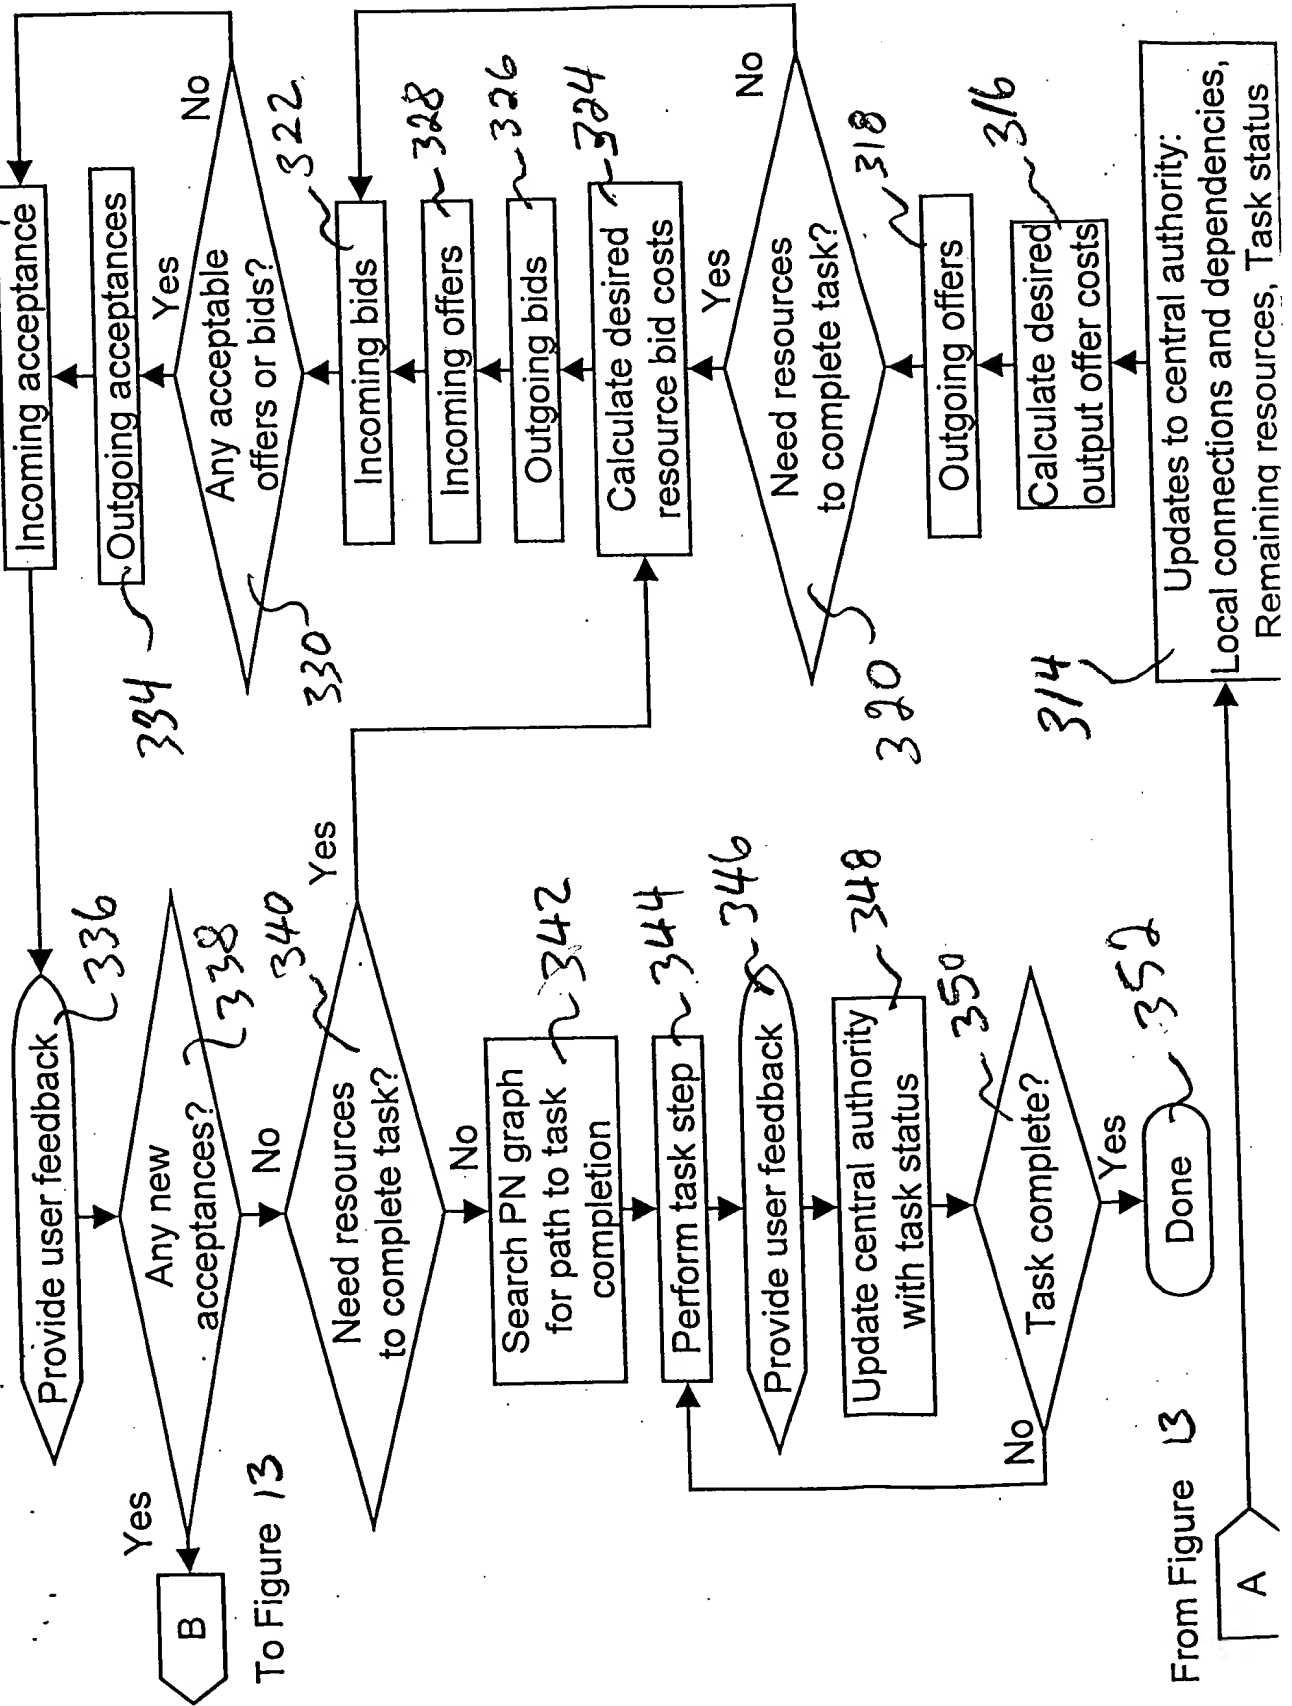 Incoming acceptance
334
Outgoing acceptances
Yes
No
Any acceptable
offers or bids?
330
322
Incoming bids
328
Incoming offers
326
Outgoing bids
324
Calculate desired
resource bid costs
Yes
No
Need resources
to complete task?
320
318
Outgoing offers
316
Calculate desired
output offer costs
314
Updates to central authority:
Local connections and dependencies,
Remaining resources, Task status
Provide user feedback
336
Yes
Any new
acceptances?
338
B
To Figure 13
No
340
Yes
Need resources
to complete task?
No
Search PN graph
for path to task
completion
342
Perform task step
344
Provide user feedback
346
Update central authority
with task status
348
350
No
Task complete?
Yes
Done
352
From Figure 13
A